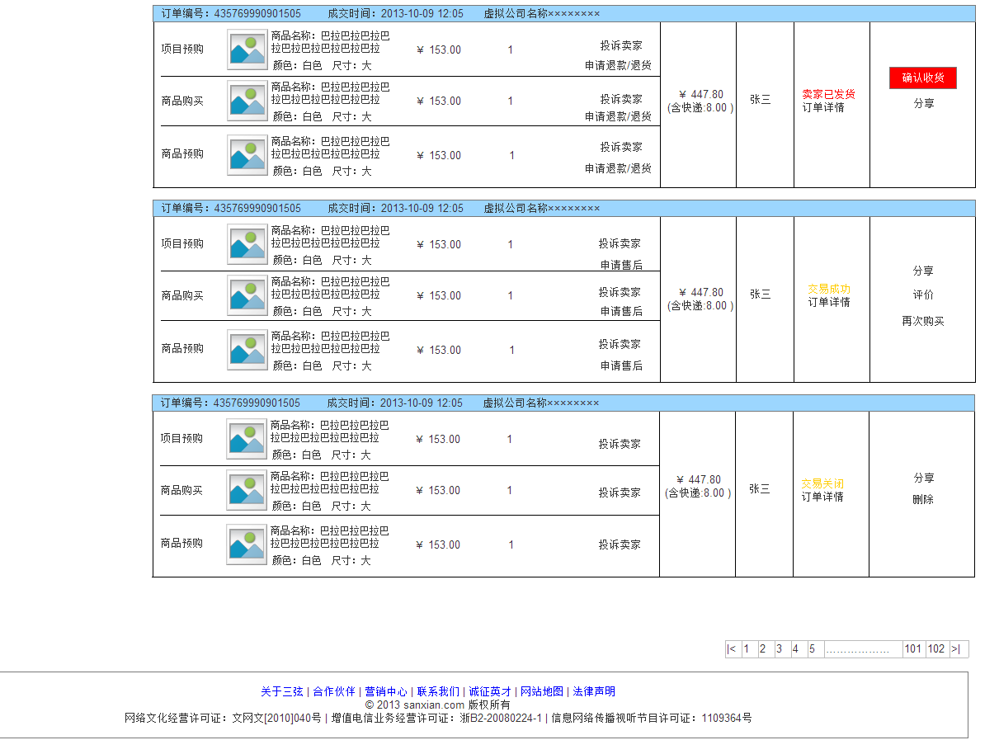 订单编号：435769990901505 成交时间：2013-10-09 12:05 虚拟公司名称××××××××
项目预购 商品名称：巴拉巴拉巴拉巴 ￥ 153.00 1 投诉卖家
拉巴拉巴拉巴拉巴拉巴拉
颜色：白色 尺寸：大 申请退款/退货
商品购买 商品名称：巴拉巴拉巴拉巴 ￥ 153.00 1 投诉卖家
拉巴拉巴拉巴拉巴拉巴拉
颜色：白色 尺寸：大 申请退款/退货
商品预购 商品名称：巴拉巴拉巴拉巴 ￥ 153.00 1 投诉卖家
拉巴拉巴拉巴拉巴拉巴拉
颜色：白色 尺寸：大 申请退款/退货
￥ 447.80
(含快递:8.00 )
张三
卖家已发货
订单详情
确认收货
分享
订单编号：435769990901505 成交时间：2013-10-09 12:05 虚拟公司名称××××××××
项目预购 商品名称：巴拉巴拉巴拉巴 ￥ 153.00 1 投诉卖家
拉巴拉巴拉巴拉巴拉巴拉
颜色：白色 尺寸：大 申请售后
商品购买 商品名称：巴拉巴拉巴拉巴 ￥ 153.00 1 投诉卖家
拉巴拉巴拉巴拉巴拉巴拉
颜色：白色 尺寸：大 申请售后
商品预购 商品名称：巴拉巴拉巴拉巴 ￥ 153.00 1 投诉卖家
拉巴拉巴拉巴拉巴拉巴拉
颜色：白色 尺寸：大 申请售后
￥ 447.80
(含快递:8.00 )
张三
交易成功
订单详情
分享
评价
再次购买
订单编号：435769990901505 成交时间：2013-10-09 12:05 虚拟公司名称××××××××
项目预购 商品名称：巴拉巴拉巴拉巴 ￥ 153.00 1 投诉卖家
拉巴拉巴拉巴拉巴拉巴拉
颜色：白色 尺寸：大
商品购买 商品名称：巴拉巴拉巴拉巴 ￥ 153.00 1 投诉卖家
拉巴拉巴拉巴拉巴拉巴拉
颜色：白色 尺寸：大
商品预购 商品名称：巴拉巴拉巴拉巴 ￥ 153.00 1 投诉卖家
拉巴拉巴拉巴拉巴拉巴拉
颜色：白色 尺寸：大
￥ 447.80
(含快递:8.00 )
张三
交易关闭
订单详情
分享
删除
|< 1 2 3 4 5 ……………… 101 102 >|
关于三弦 | 合作伙伴 | 营销中心 | 联系我们 | 诚征英才 | 网站地图 | 法律声明
© 2013 sanxian.com 版权所有
网络文化经营许可证：文网文[2010]040号 | 增值电信业务经营许可证：浙B2-20080224-1 | 信息网络传播视听节目许可证：1109364号